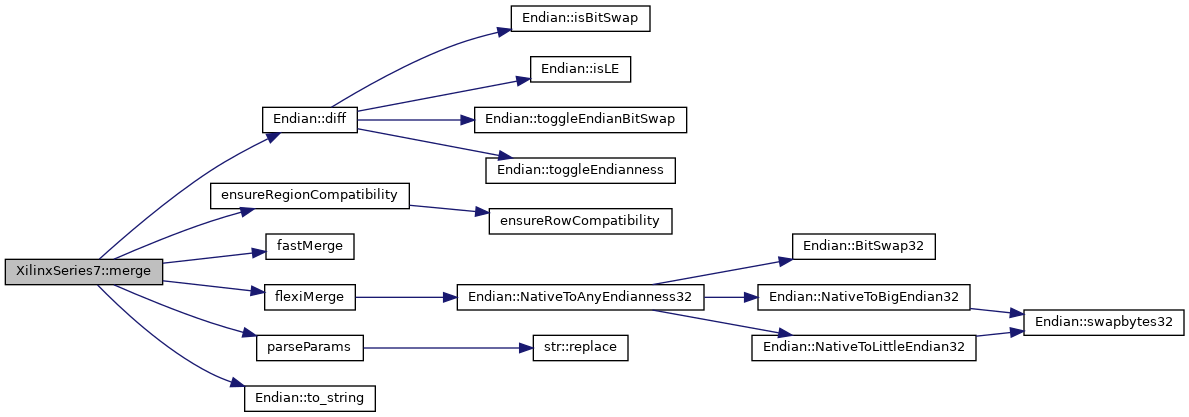 Endian::isBitSwap
Endian::isLE
Endian::diff
Endian::toggleEndianBitSwap
Endian::toggleEndianness
ensureRegionCompatibility
ensureRowCompatibility
fastMerge
Endian::BitSwap32
XilinxSeries7::merge
flexiMerge
Endian::NativeToAnyEndianness32
Endian::NativeToBigEndian32
Endian::swapbytes32
parseParams
str::replace
Endian::NativeToLittleEndian32
Endian::to_string